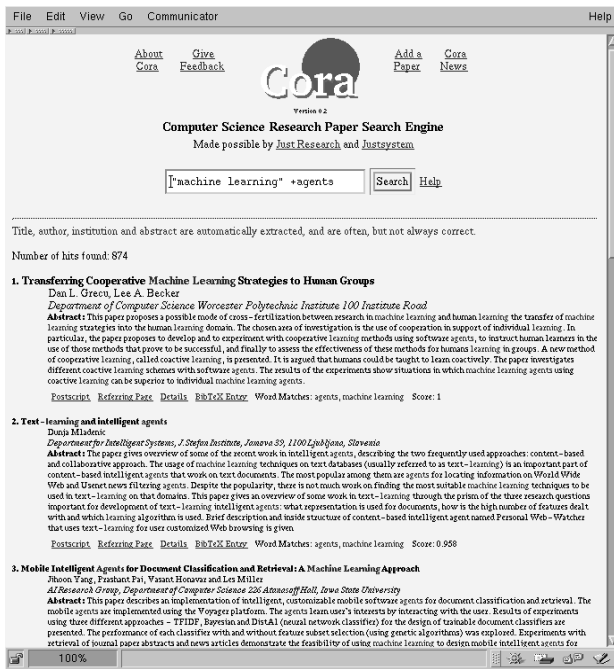 File Edit View Go Communicator Help
About Cora
Give Feedback
Cora
Add a Paper
Cora News
Version 0.2
Computer Science Research Paper Search Engine
Made possible by Just Research and Justsystem
"machine learning" +agents Search Help
Title, author, institution and abstract are automatically extracted, and are often, but not always correct.
Number of hits found: 874
1. Transferring Cooperative Machine Learning Strategies to Human Groups
Dan L. Grecu, Lee A. Becker
Department of Computer Science Worcester Polytechnic Institute 100 Institute Road
Abstract: This paper proposes a possible mode of cross-fertilization between research in machine learning and human learning the transfer of machine
learning strategies into the human learning domain. The chosen area of investigation is the use of cooperation in support of individual learning. In
particular, the paper proposes to develop and to experiment with cooperative learning methods using software agents, to instruct human learners in the
use of those methods that prove to be successful, and finally to assess the effectiveness of these methods for humans learning in groups. A new method
of cooperative learning, called coactive learning, is presented. It is argued that humans could be taught to learn coactively. The paper investigates
different coactive learning schemes with software agents. The results of the experiments show situations in which machine learning agents using
coactive learning can be superior to individual machine learning agents.
Postscript Referring Page Details BibTeX Entry Word Matches: agents, machine learning Score: 1
2. Text-learning and intelligent agents
Dunja Mladenic
Department for Intelligent Systems, J.Stefan Institute, Jamova 39, 1100 Ljubljana, Slovenia
Abstract: The paper gives overview of some of the recent work in intelligent agents, describing the two frequently used approaches: content-based
and collaborative approach. The usage of machine learning techniques on text databases (usually referred to as text-learning) is an important part of
content-based intelligent agents that work on text documents. The most popular among them are agents for locating information on World Wide
Web and Usenet news filtering agents. Despite the popularity, there is not much work on finding the most suitable machine learning techniques to be
used in text-learning on that domains. This paper gives an overview of some work in text-learning through the prism of the three research questions
important for development of text-learning intelligent agents: what representation is used for documents, how is the high number of features dealt
with and which learning algorithm is used. Brief description and inside structure of content-based intelligent agent named Personal Web-Watcher
that uses text-learning for user customized Web browsing is given
Postscript Referring Page Details BibTeX Entry Word Matches: agents, machine learning Score: 0.958
3. Mobile Intelligent Agents for Document Classification and Retrieval: A Machine Learning Approach
Jihoon Yang, Prashant Pai, Vasant Honavar and Les Miller
AI Research Group, Department of Computer Science 226 Atanasoff Hall, Iowa State University
Abstract: This paper describes an implementation of intelligent, customizable mobile software agents for document classification and retrieval. The
mobile agents are implemented using the Voyager platform. The agents learn user's interests by interacting with the user. Results of experiments
using three different approaches - TFIDF, Bayesian and DistAl (neural network classifier) for the design of trainable document classifiers are
presented. The performance of each classifier with and without feature subset selection (using genetic algorithms) was explored. Experiments with
retrieval of journal paper abstracts and news articles demonstrate the feasibility of using machine learning to design mobile intelligent agents for
100%